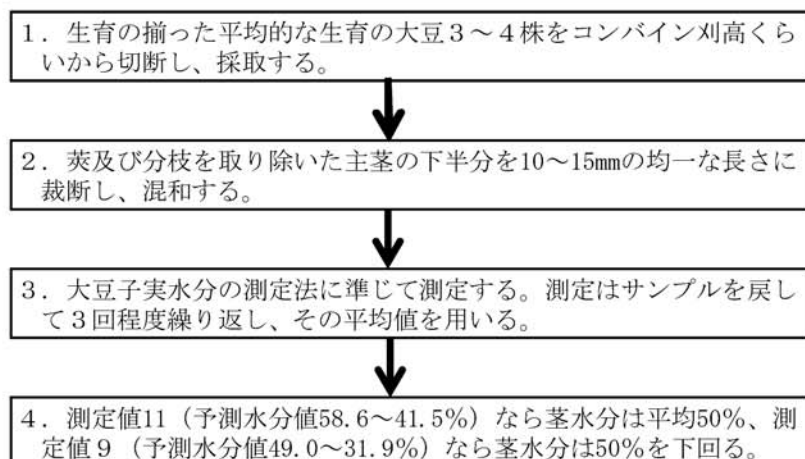 １．生育の揃った平均的な生育の大豆３～４株をコンバイン刈高くら
いから切断し、採取する。
２．莢及び分枝を取り除いた主茎の下半分を10～15㎜の均一な長さに
裁断し、混和する。
３．大豆子実水分の測定法に準じて測定する。測定はサンプルを戻し
て３回程度繰り返し、その平均値を用いる。
４．測定値11（予測水分値58.6～41.5％）なら茎水分は平均50％、測
定値９（予測水分値49.0～31.9％）なら茎水分は50％を下回る。